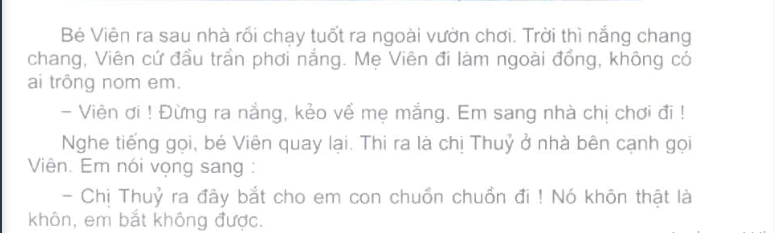 Bé Viên ra sau nhà rồi chạy tuốt ra ngoài vườn chơi. Trời thì nắng chang
chang, Viên cứ đầu trần phơi nắng. Mẹ Viên đi làm ngoài đồng, không có
ai trông nom em.
– Viên ơi ! Đừng ra nắng, kẻo về mẹ mắng. Em sang nhà chị chơi đi !
Nghe tiếng gọi, bé Viên quay lại. Thì ra là chị Thuỷ ở nhà bên cạnh gọi
Viên. Em nói vọng sang :
– Chị Thuỷ ra đây bắt cho em con chuồn chuồn đi ! Nó khôn thật là
khôn, em bắt không được.